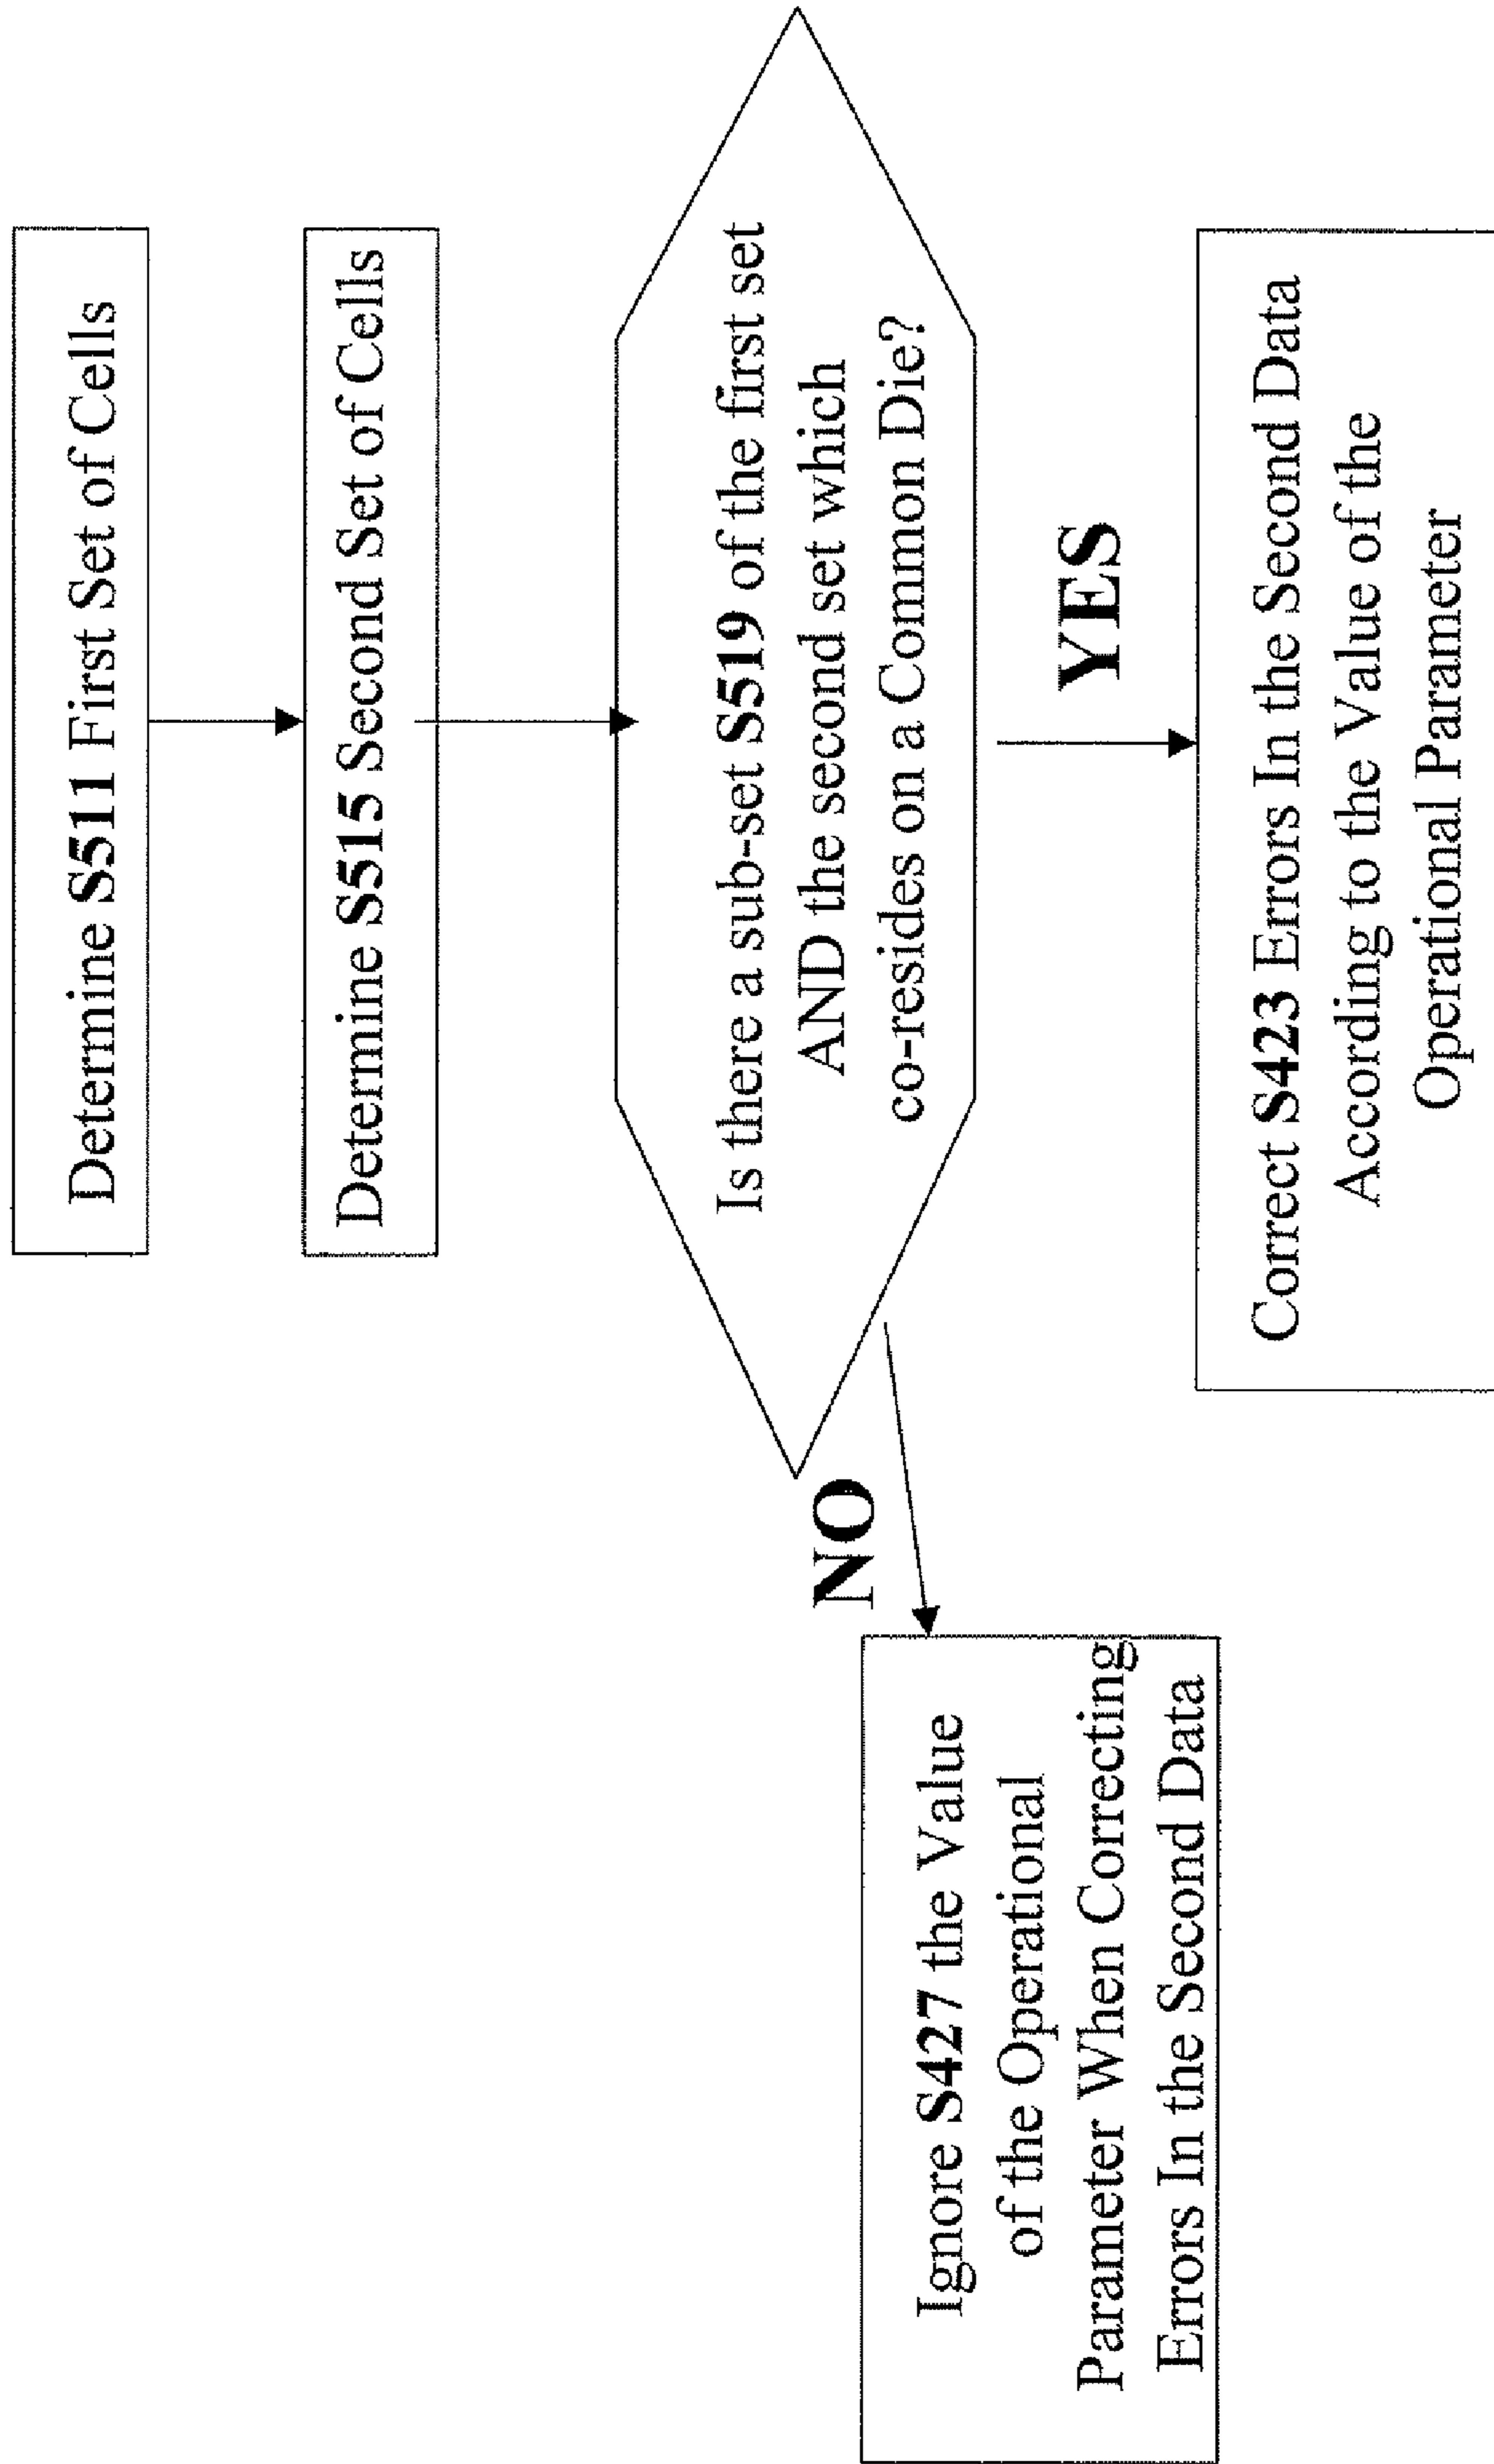 Determine S511 First Set of Cells
Determine S515 Second Set of Cells
Is there a sub-set S519 of the first set
AND the second set which
co-resides on a Common Die?
NO
YES
Ignore S427 the Value
of the Operational
Parameter When Correcting
Errors In the Second Data
Correct S423 Errors In the Second Data
According to the Value of the
Operational Parameter